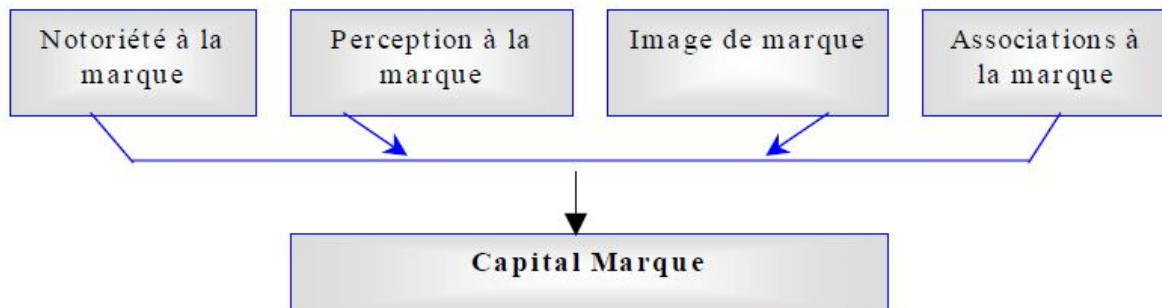 Notoriété à la
marque
Perception à la
marque
Image de marque
Associations à
la marque
Capital Marque